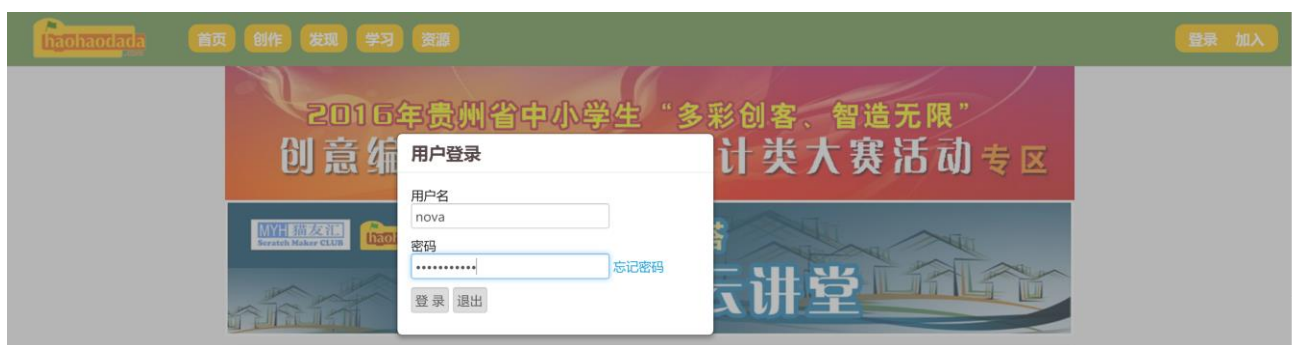 haohaodada 首页 创作 发现 学习 资源 登录 加入
2016年贵州省中小学生“多彩创客、智造无限”
创意编 计类大赛活动专区
用户登录
用户名
nova
MYH 猫友汇
Scratch Maker CLUB
haoh
密码
•••••••••••
忘记密码
云讲堂
登 录 退出